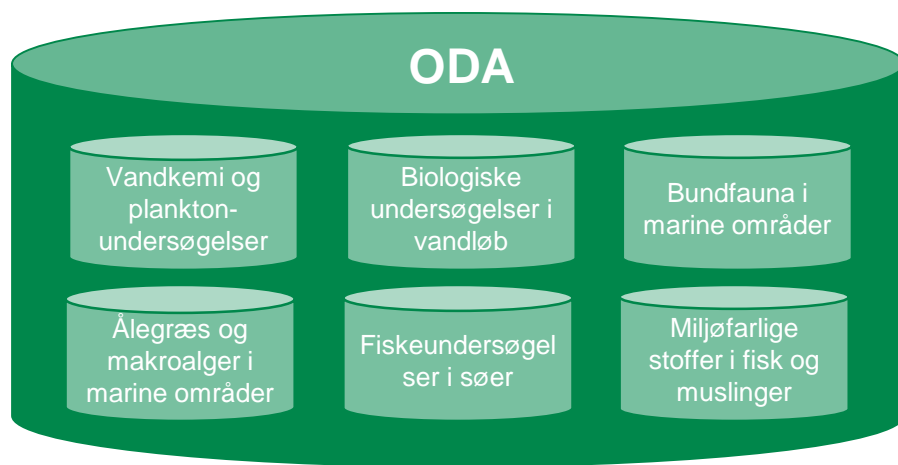 ODA
Vandkemi og
plankton-
undersøgelser
Biologiske
undersøgelser i
vandløb
Bundfauna i
marine områder
Ålegræs og
makroalger i
marine områder
Fiskeundersøgel
ser i søer
Miljøfarlige
stoffer i fisk og
muslinger